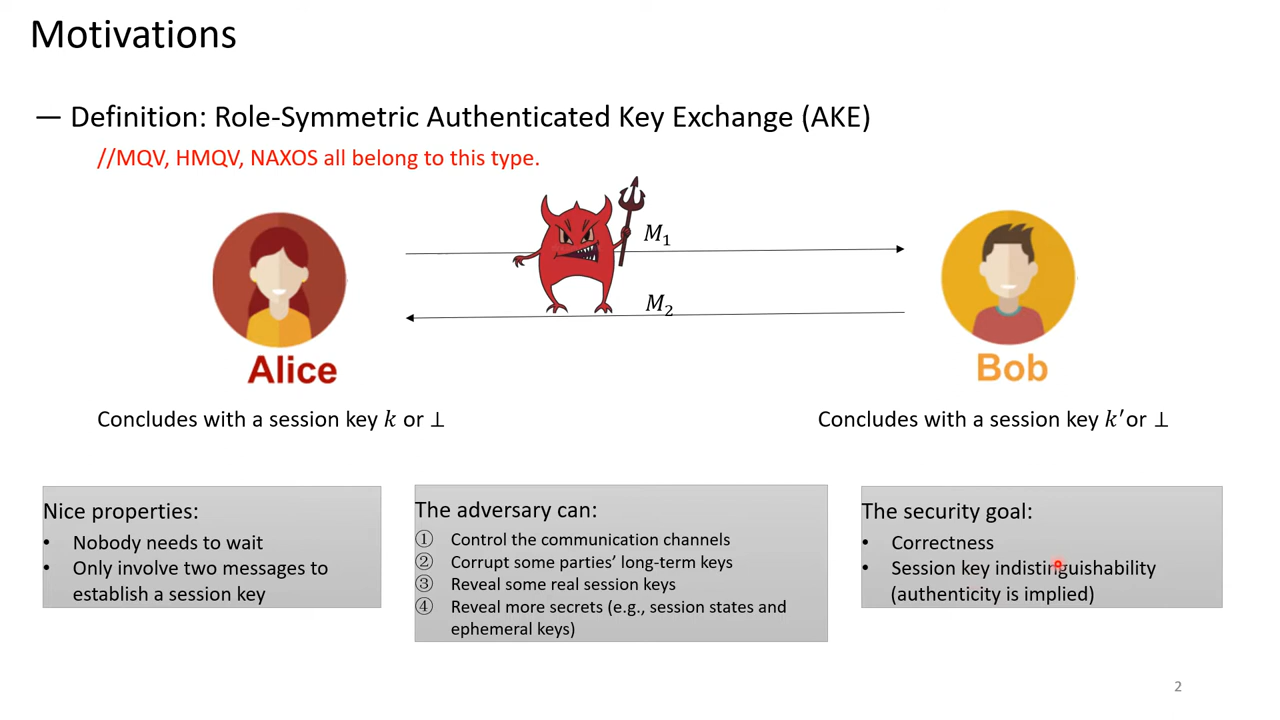 Motivations
— Definition: Role-Symmetric Authenticated Key Exchange (AKE)
//MQV, HMQV, NAXOS all belong to this type.
M₁
M₂
Alice
Bob
Concludes with a session key k or ⊥
Concludes with a session key k′or ⊥
Nice properties:
• Nobody needs to wait
• Only involve two messages to
establish a session key
The adversary can:
① Control the communication channels
② Corrupt some parties’ long-term keys
③ Reveal some real session keys
④ Reveal more secrets (e.g., session states and
ephemeral keys)
The security goal:
• Correctness
• Session key indistinguishability
(authenticity is implied)
2